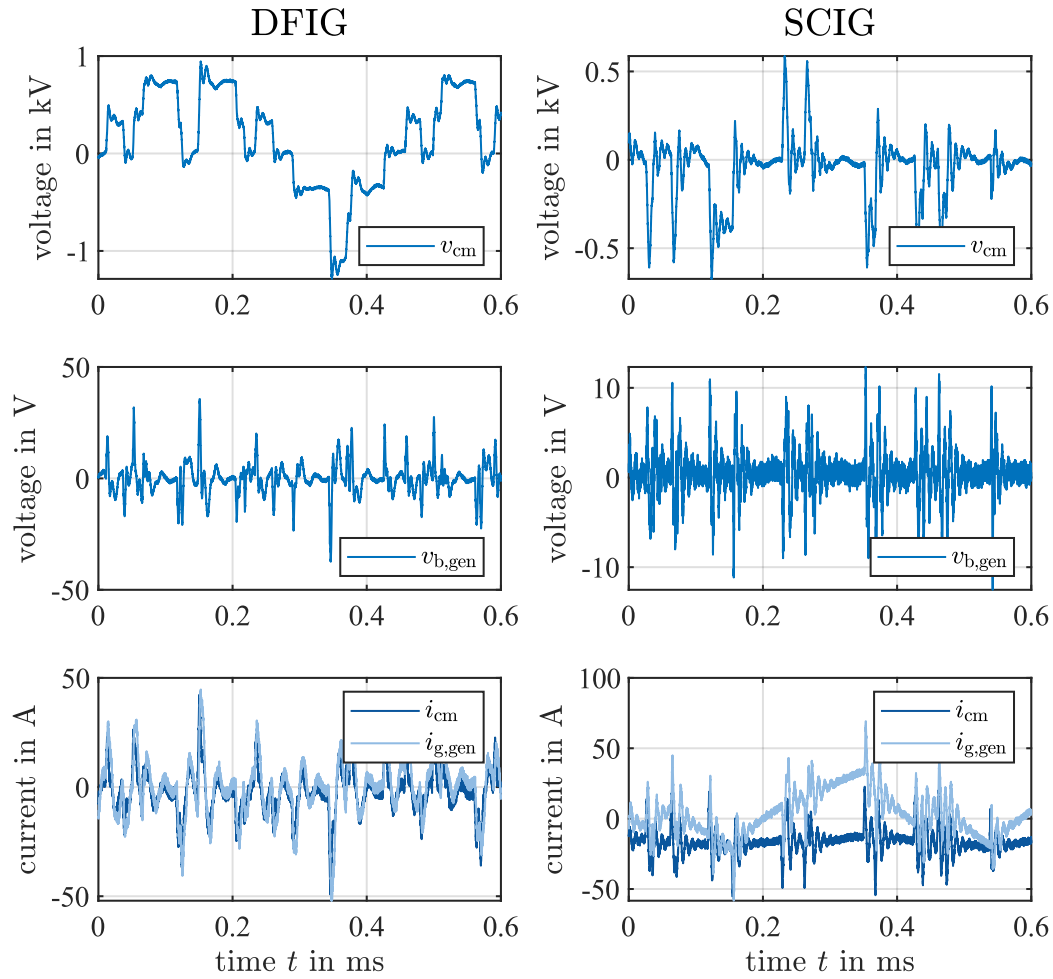 DFIG
SCIG
voltage in kV
1
0
-1
0
0.2
0.4
0.6
v_cm
voltage in kV
0.5
0
-0.5
0
0.2
0.4
0.6
v_cm
voltage in V
50
0
-50
0
0.2
0.4
0.6
v_b,gen
voltage in V
10
0
-10
0
0.2
0.4
0.6
v_b,gen
current in A
50
0
-50
0
0.2
0.4
0.6
i_cm
i_g,gen
time t in ms
current in A
100
50
0
-50
0
0.2
0.4
0.6
i_cm
i_g,gen
time t in ms